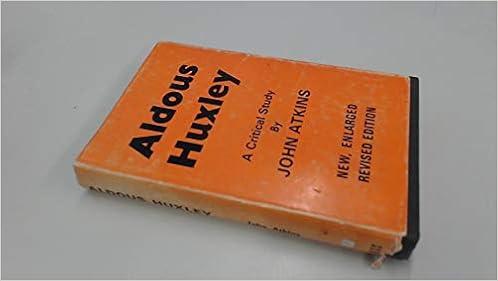 Aldous
Huxley
A Critical Study
By
JOHN ATKINS
NEW, ENLARGED
REVISED EDITION
ALDOUS HUXLEY
John Atkins